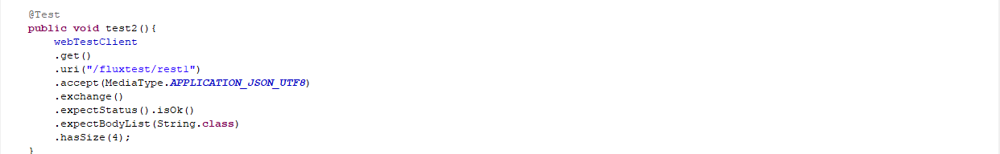 @Test
public void test2(){
webTestClient
.get()
.uri("/fluxtest/rest1")
.accept(MediaType.APPLICATION_JSON_UTF8)
.exchange()
.expectStatus().isOk()
.expectBodyList(String.class)
.hasSize(4);
}